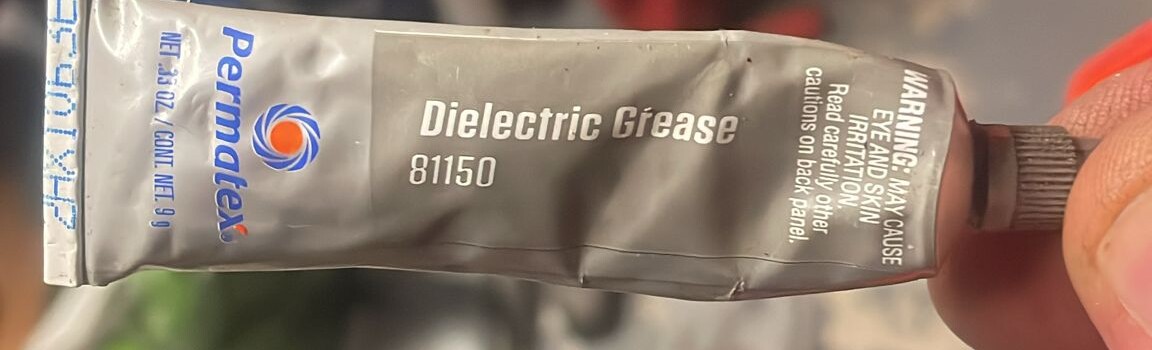 Permatex
NET .33 OZ / CONT. NET. 9 g
Dielectric Grease
81150
WARNING: MAY CAUSE
EYE AND SKIN
IRRITATION
Read carefully other
cautions on back panel.